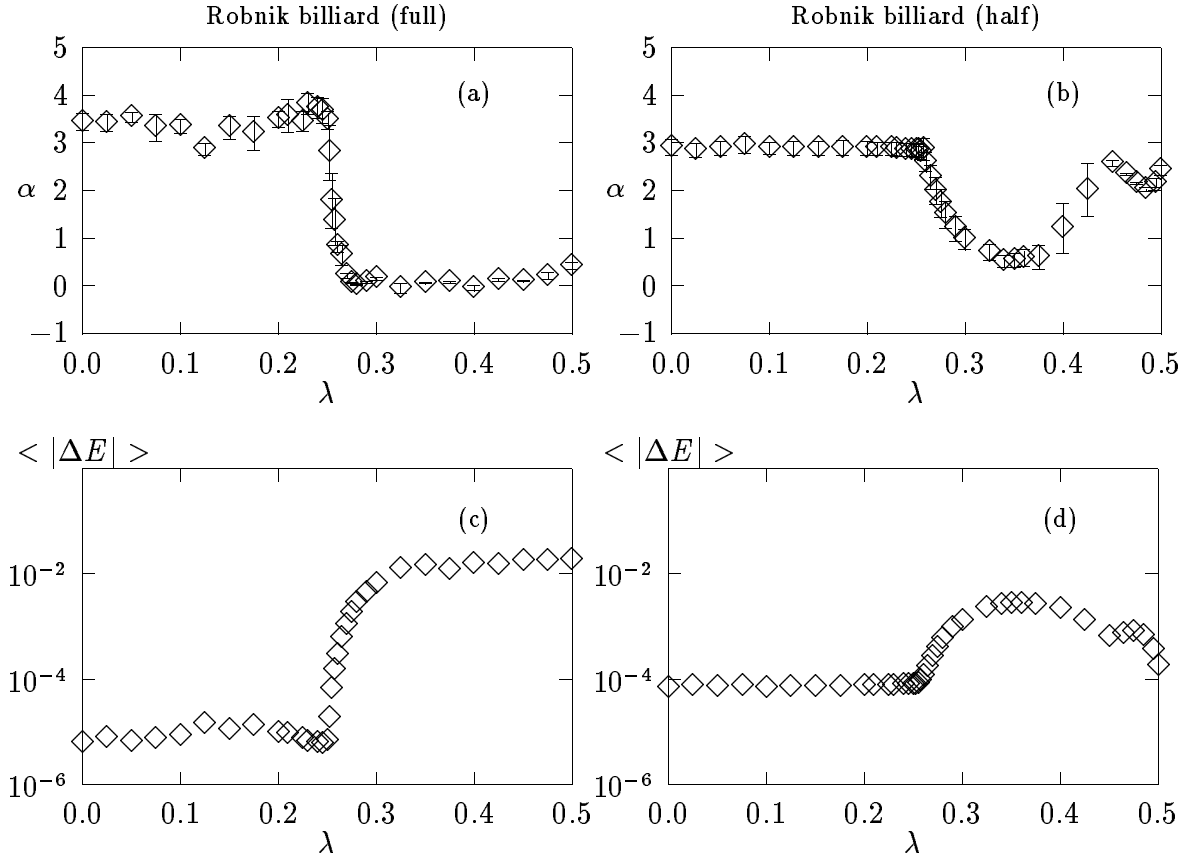 Robnik billiard (full)
Robnik billiard (half)
5
4
3
2
1
0
−1
α
(a)
0.0 0.1 0.2 0.3 0.4 0.5
λ
5
4
3
2
1
0
−1
α
(b)
0.0 0.1 0.2 0.3 0.4 0.5
λ
< |ΔE| >
10⁻²
10⁻⁴
10⁻⁶
(c)
0.0 0.1 0.2 0.3 0.4 0.5
λ
< |ΔE| >
10⁻²
10⁻⁴
10⁻⁶
(d)
0.0 0.1 0.2 0.3 0.4 0.5
λ